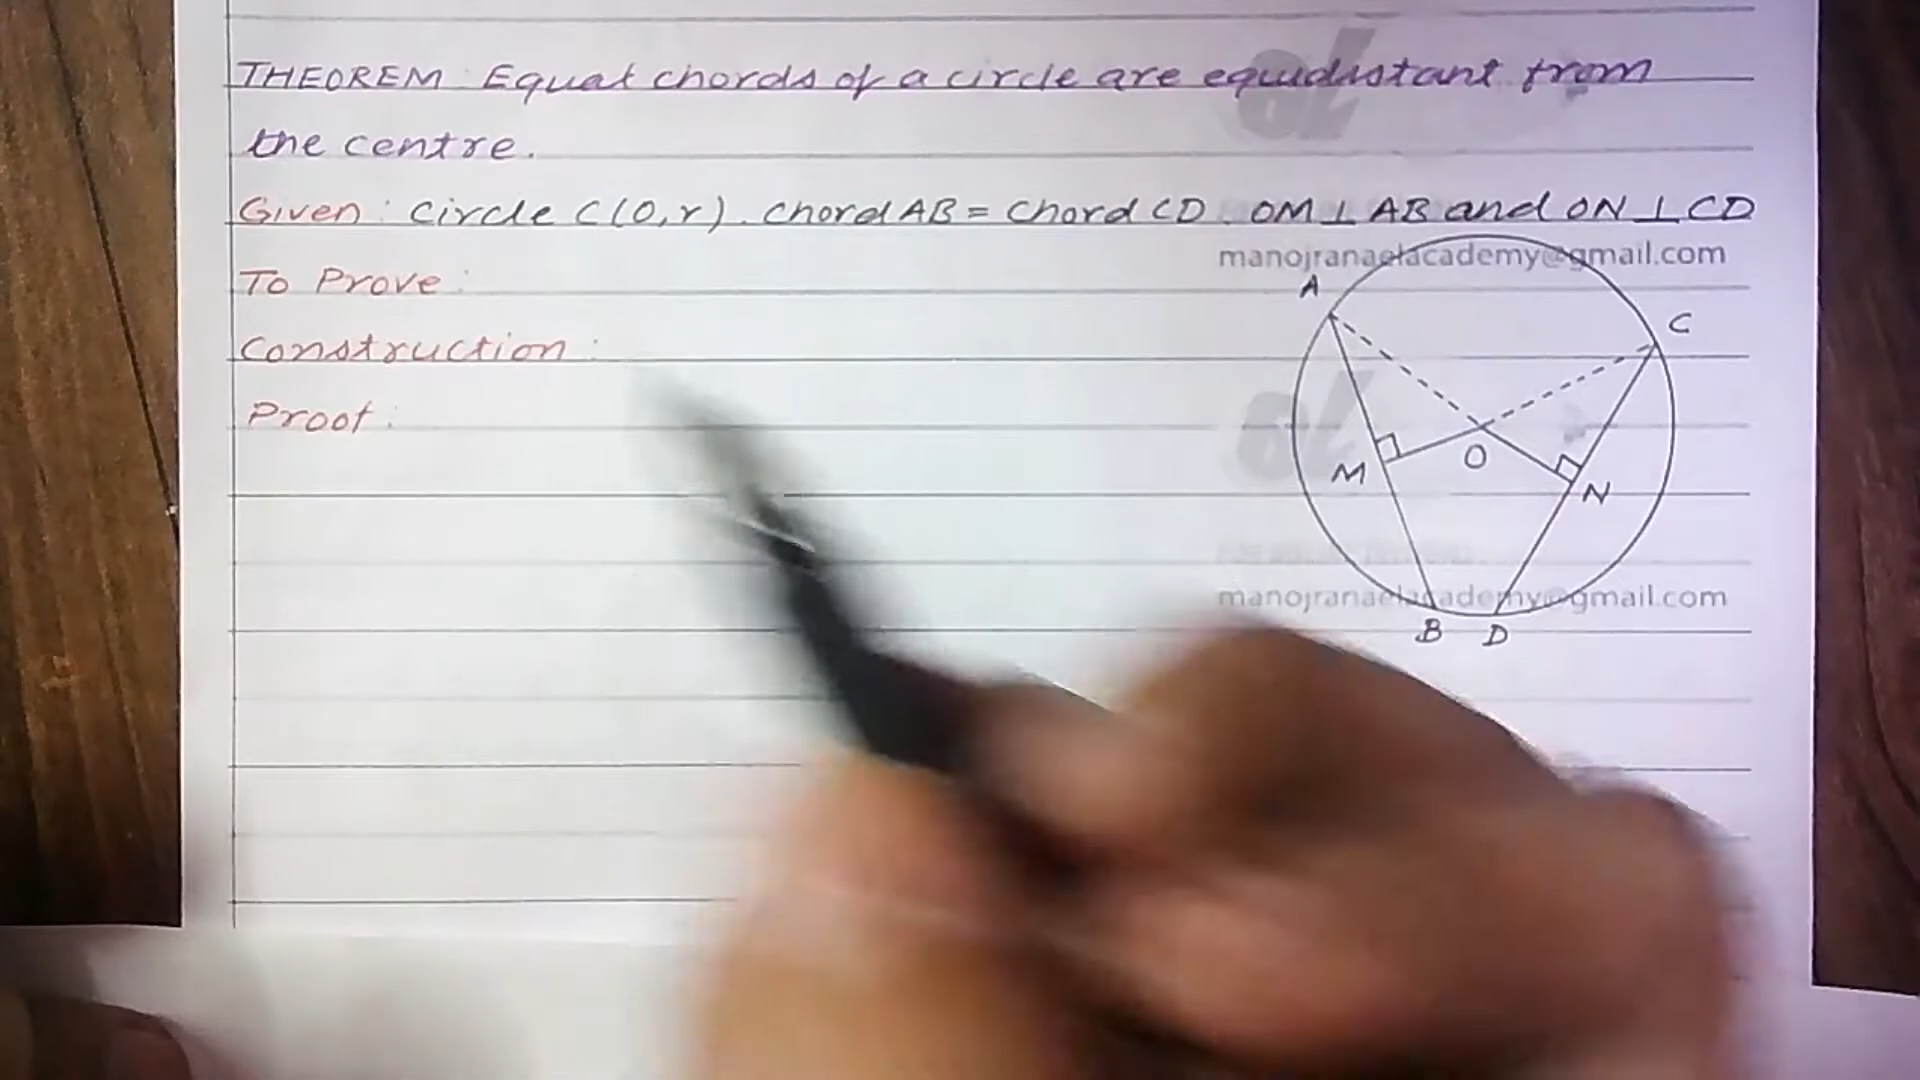 THEOREM: Equal chords of a circle are equidistant from
the centre.
Given: Circle C(O,r). Chord AB = Chord CD. OM ⊥ AB and ON ⊥ CD
manojranaelacademy@gmail.com
To Prove:
A
C
Construction:
Proof:
O
M
N
manojranaelacademy@gmail.com
B D